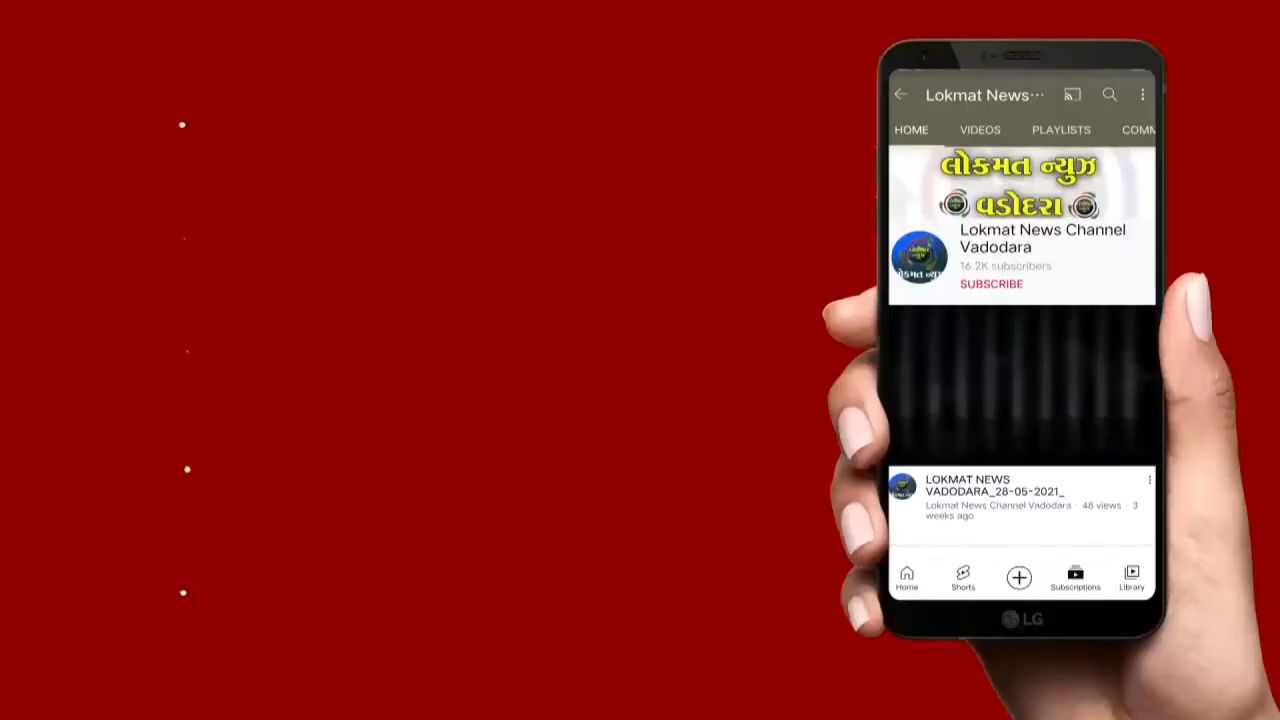 Lokmat News...
HOME VIDEOS PLAYLISTS COMM
લોકમત ન્યુઝ
વડોદરા
Lokmat News Channel
Vadodara
16.2K subscribers
SUBSCRIBE
LOKMAT NEWS
VADODARA_28-05-2021_
Lokmat News Channel Vadodara · 48 views · 3
weeks ago
Home Shorts Subscriptions Library
LG